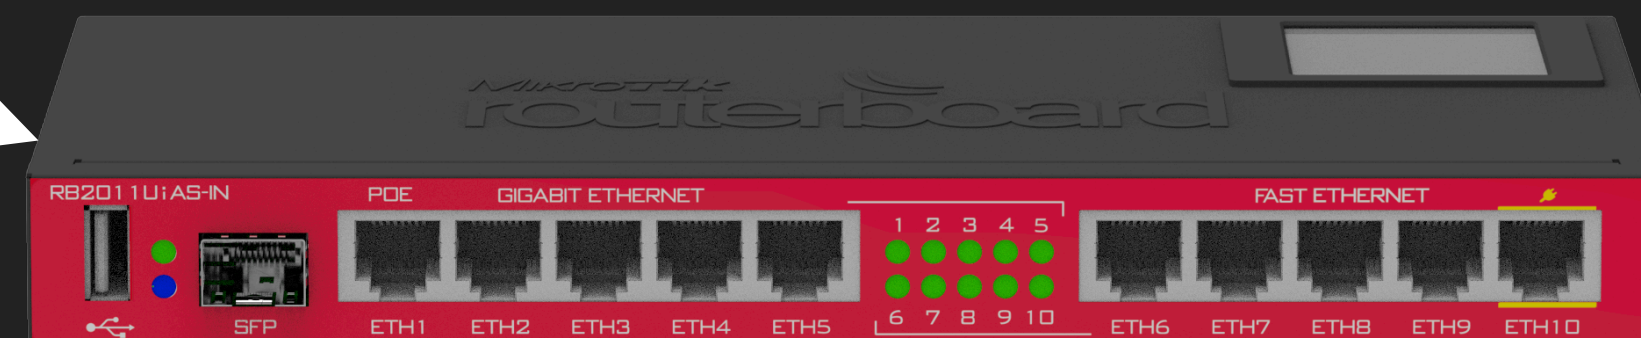 MikroTik
routerboard
RB2011UiAS-IN
POE
GIGABIT ETHERNET
FAST ETHERNET
1 2 3 4 5
6 7 8 9 10
SFP
ETH1 ETH2 ETH3 ETH4 ETH5
ETH6 ETH7 ETH8 ETH9 ETH10